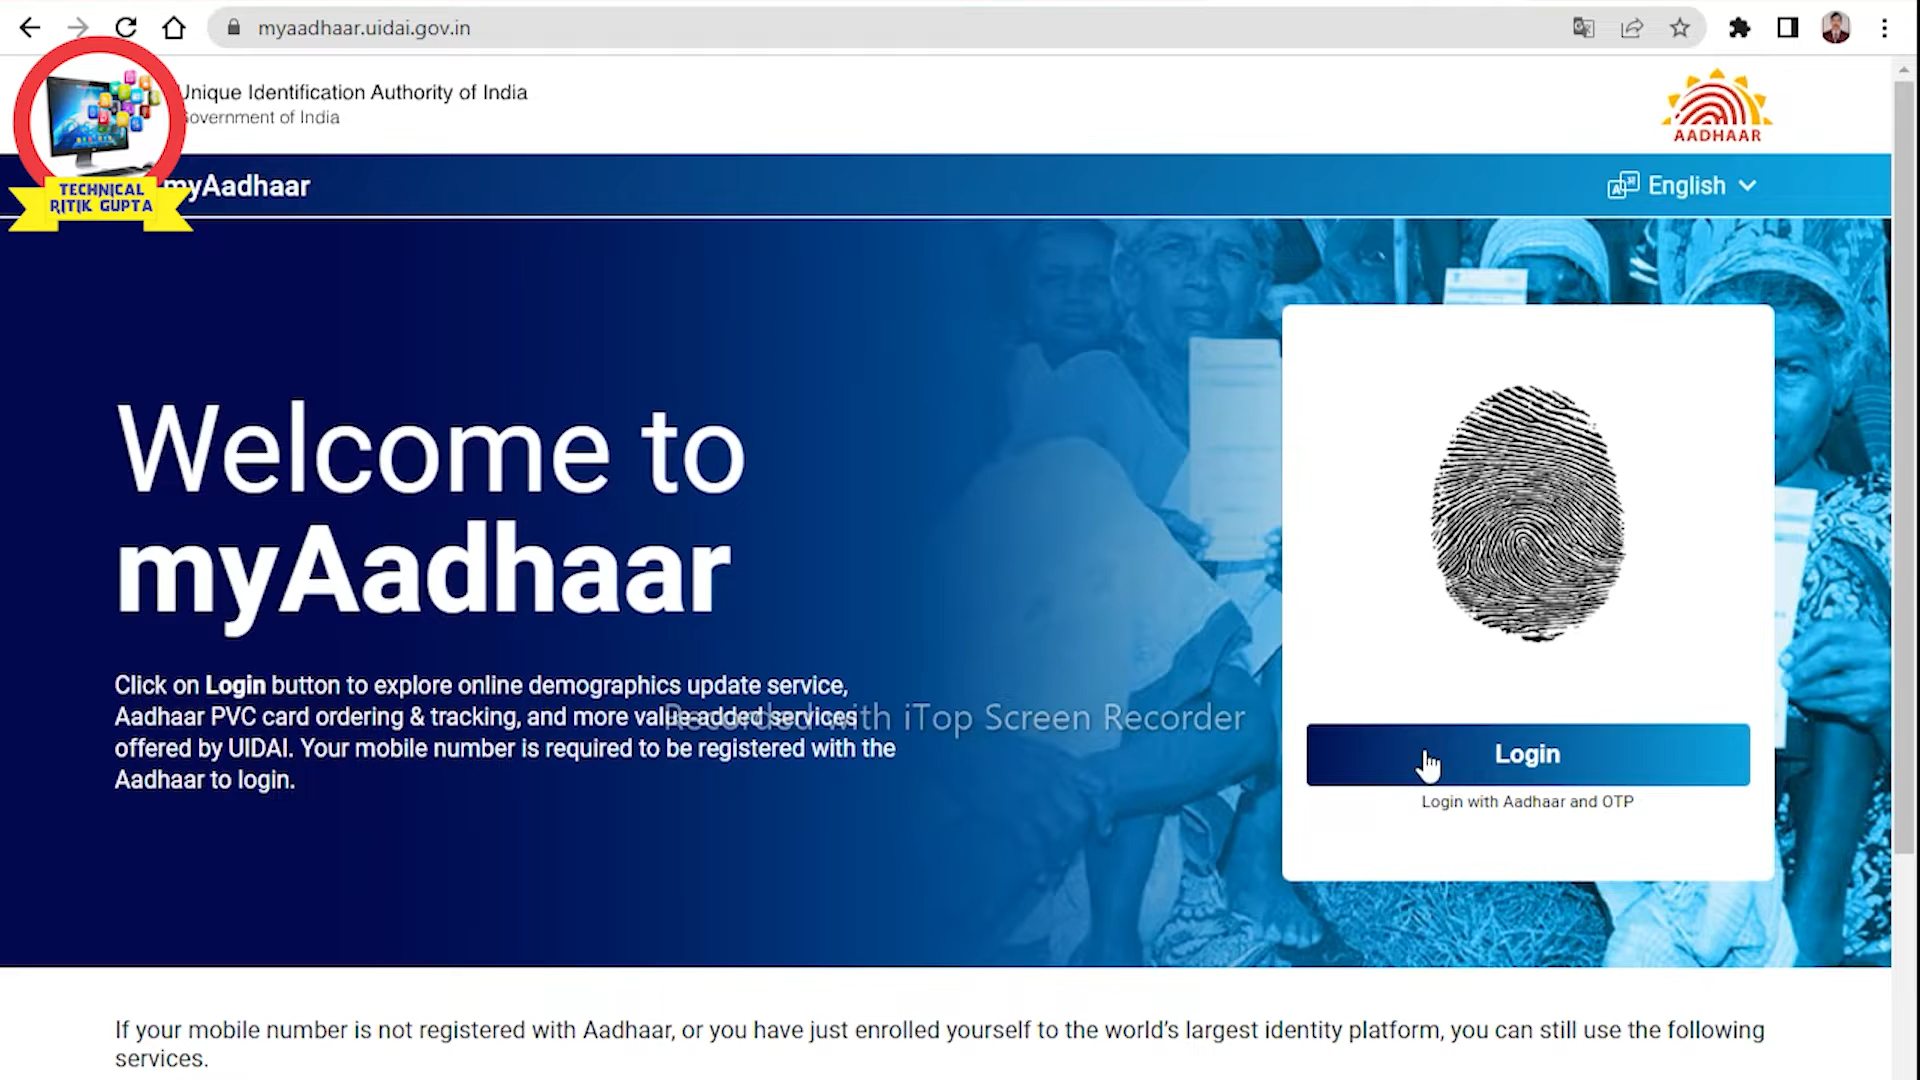 myaadhaar.uidai.gov.in
Unique Identification Authority of India
Government of India
AADHAAR
TECHNICAL
RITIK GUPTA
myAadhaar
English
Welcome to
myAadhaar
Click on Login button to explore online demographics update service,
Aadhaar PVC card ordering & tracking, and more value-added services
offered by UIDAI. Your mobile number is required to be registered with the
Aadhaar to login.
Recorded with iTop Screen Recorder
Login
Login with Aadhaar and OTP
If your mobile number is not registered with Aadhaar, or you have just enrolled yourself to the world’s largest identity platform, you can still use the following
services.